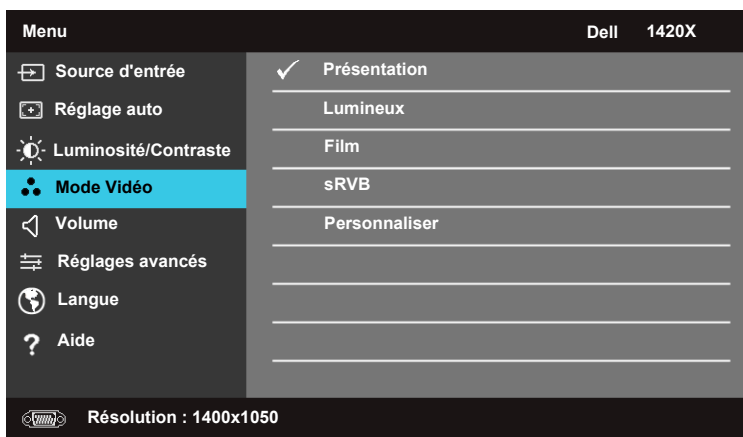 Menu
Dell 1420X
Source d'entrée
Réglage auto
Luminosité/Contraste
Mode Vidéo
Volume
Réglages avancés
Langue
Aide
Présentation
Lumineux
Film
sRVB
Personnaliser
Résolution : 1400x1050